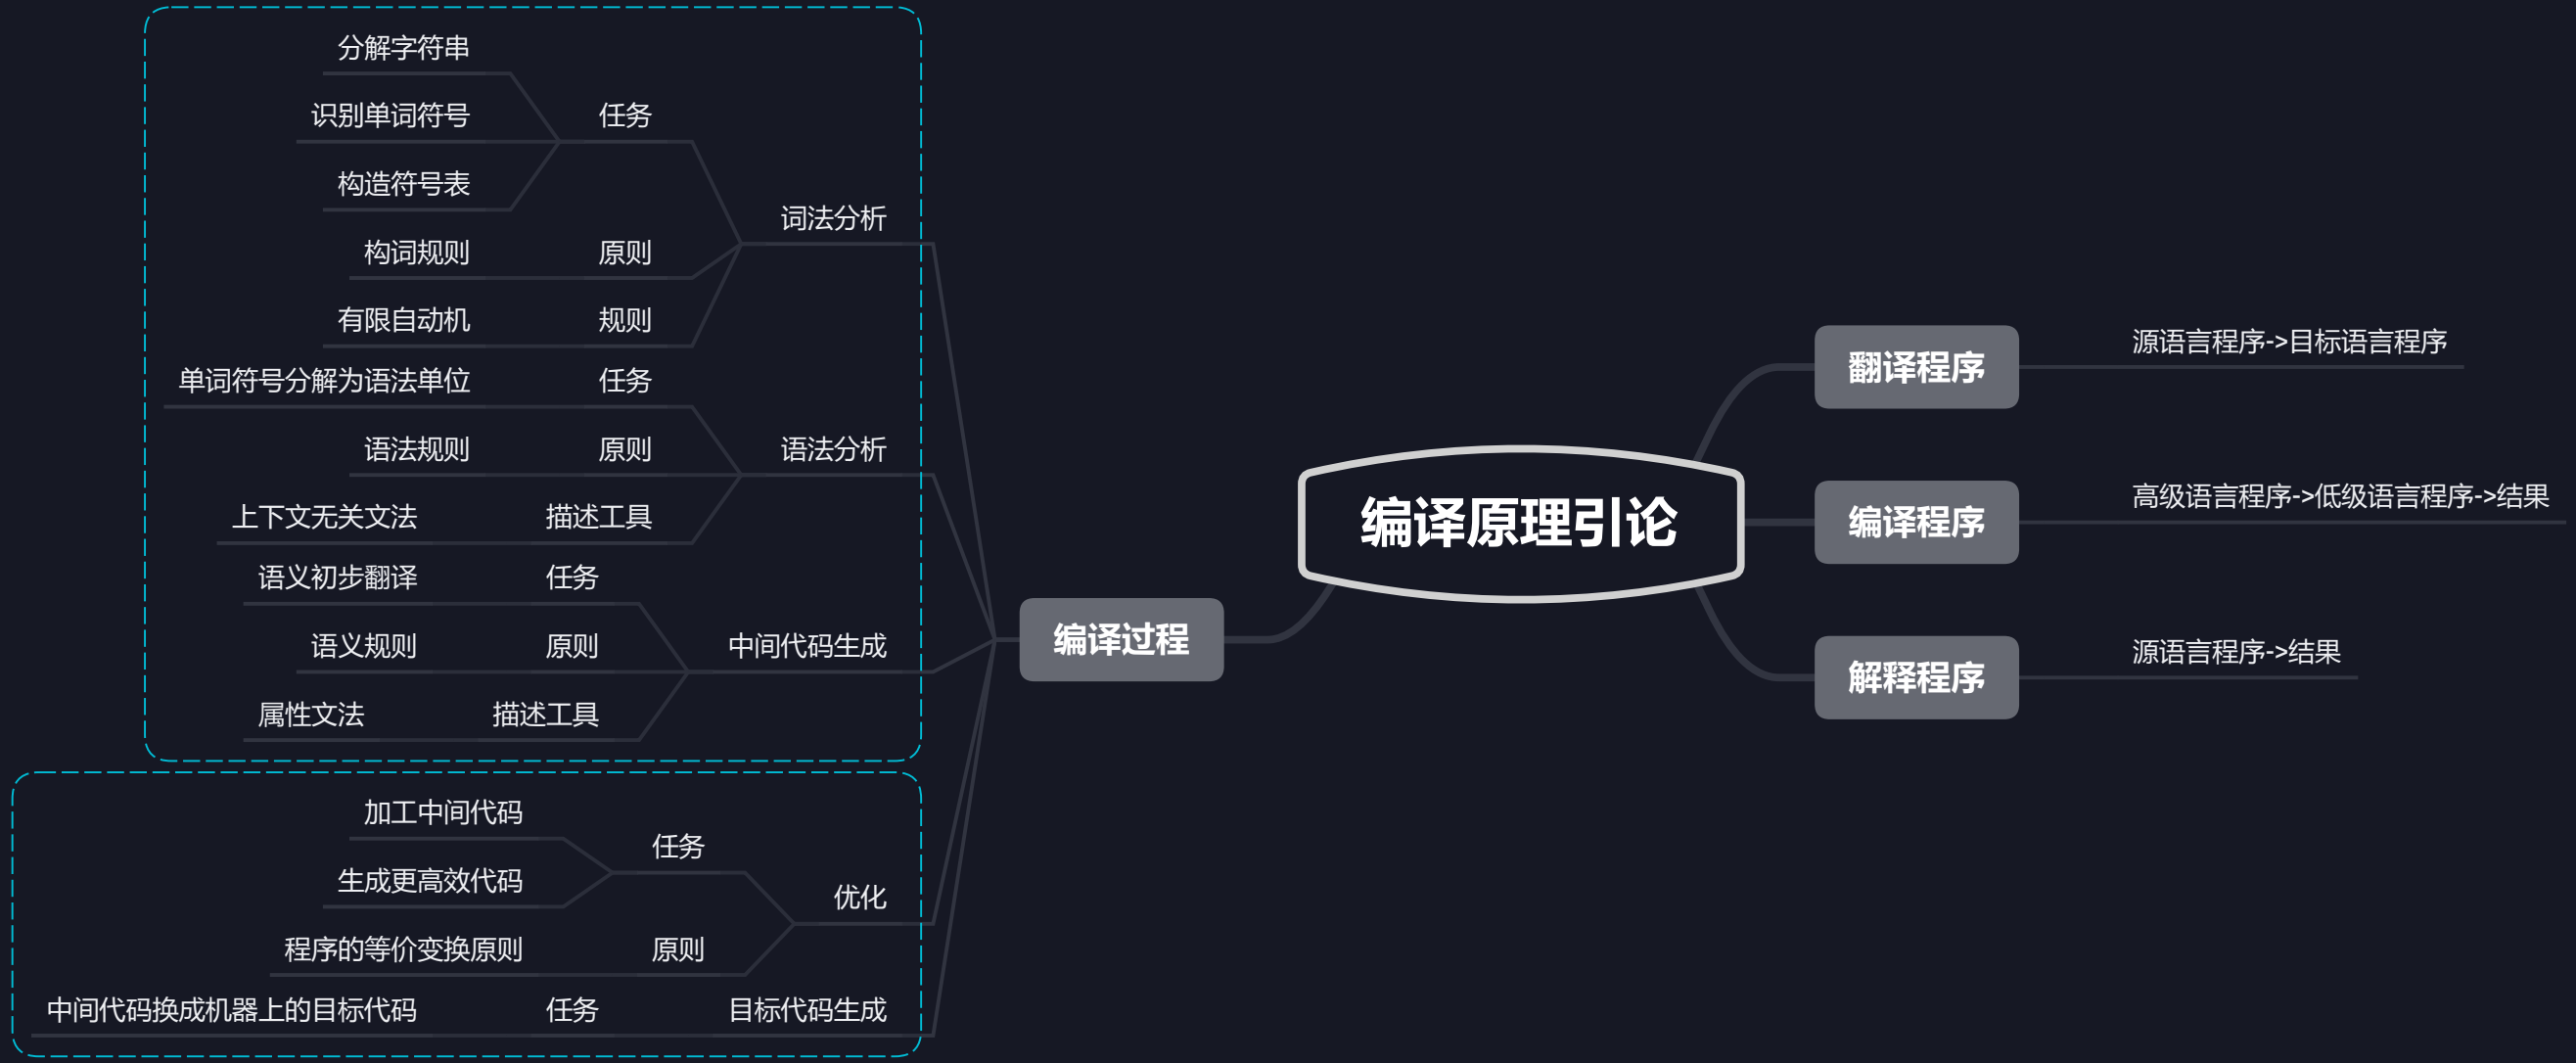 编译原理引论
翻译程序
源语言程序->目标语言程序
编译程序
高级语言程序->低级语言程序->结果
解释程序
源语言程序->结果
编译过程
词法分析
任务
分解字符串
识别单词符号
构造符号表
原则
构词规则
规则
有限自动机
语法分析
任务
单词符号分解为语法单位
原则
语法规则
描述工具
上下文无关文法
中间代码生成
任务
语义初步翻译
原则
语义规则
描述工具
属性文法
优化
任务
加工中间代码
生成更高效代码
原则
程序的等价变换原则
目标代码生成
任务
中间代码换成机器上的目标代码